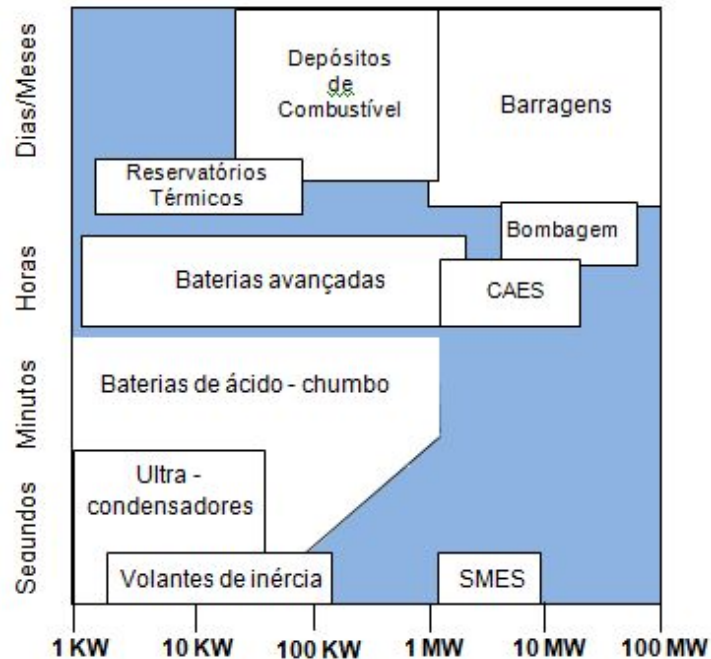 Dias/Meses
Depósitos
de
Combustível
Barragens
Reservatórios
Térmicos
Bombagem
Horas
Baterias avançadas
CAES
Minutos
Baterias de ácido - chumbo
Segundos
Ultra -
condensadores
Volantes de inércia
SMES
1 KW 10 KW 100 KW 1 MW 10 MW 100 MW